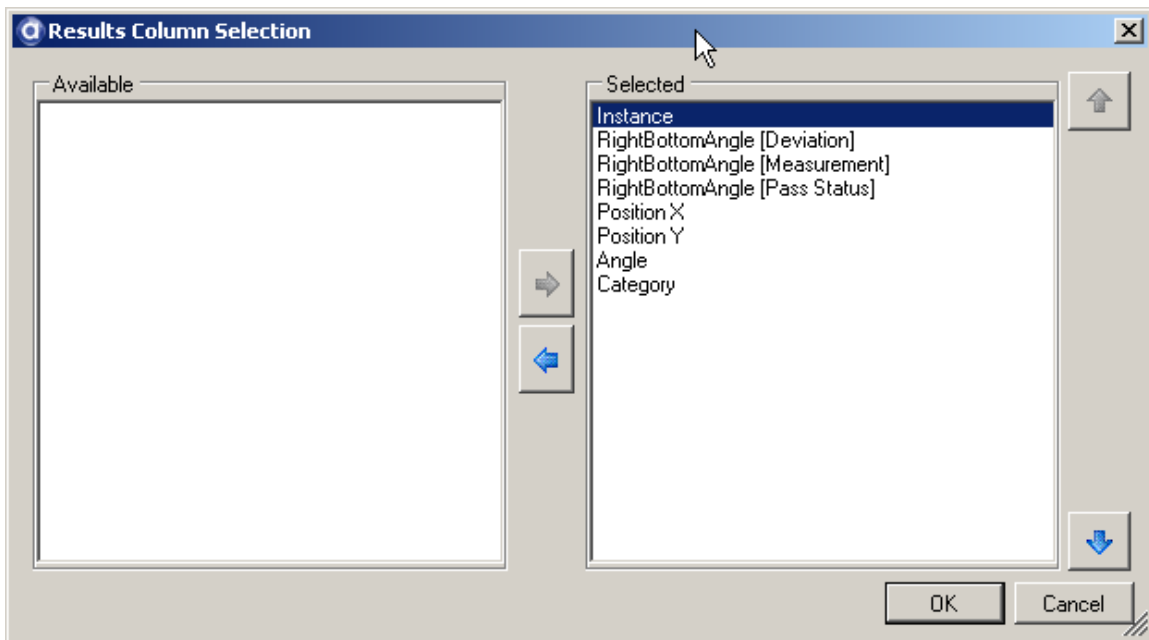 Results Column Selection
Available
Selected
Instance
RightBottomAngle [Deviation]
RightBottomAngle [Measurement]
RightBottomAngle [Pass Status]
Position X
Position Y
Angle
Category
OK
Cancel